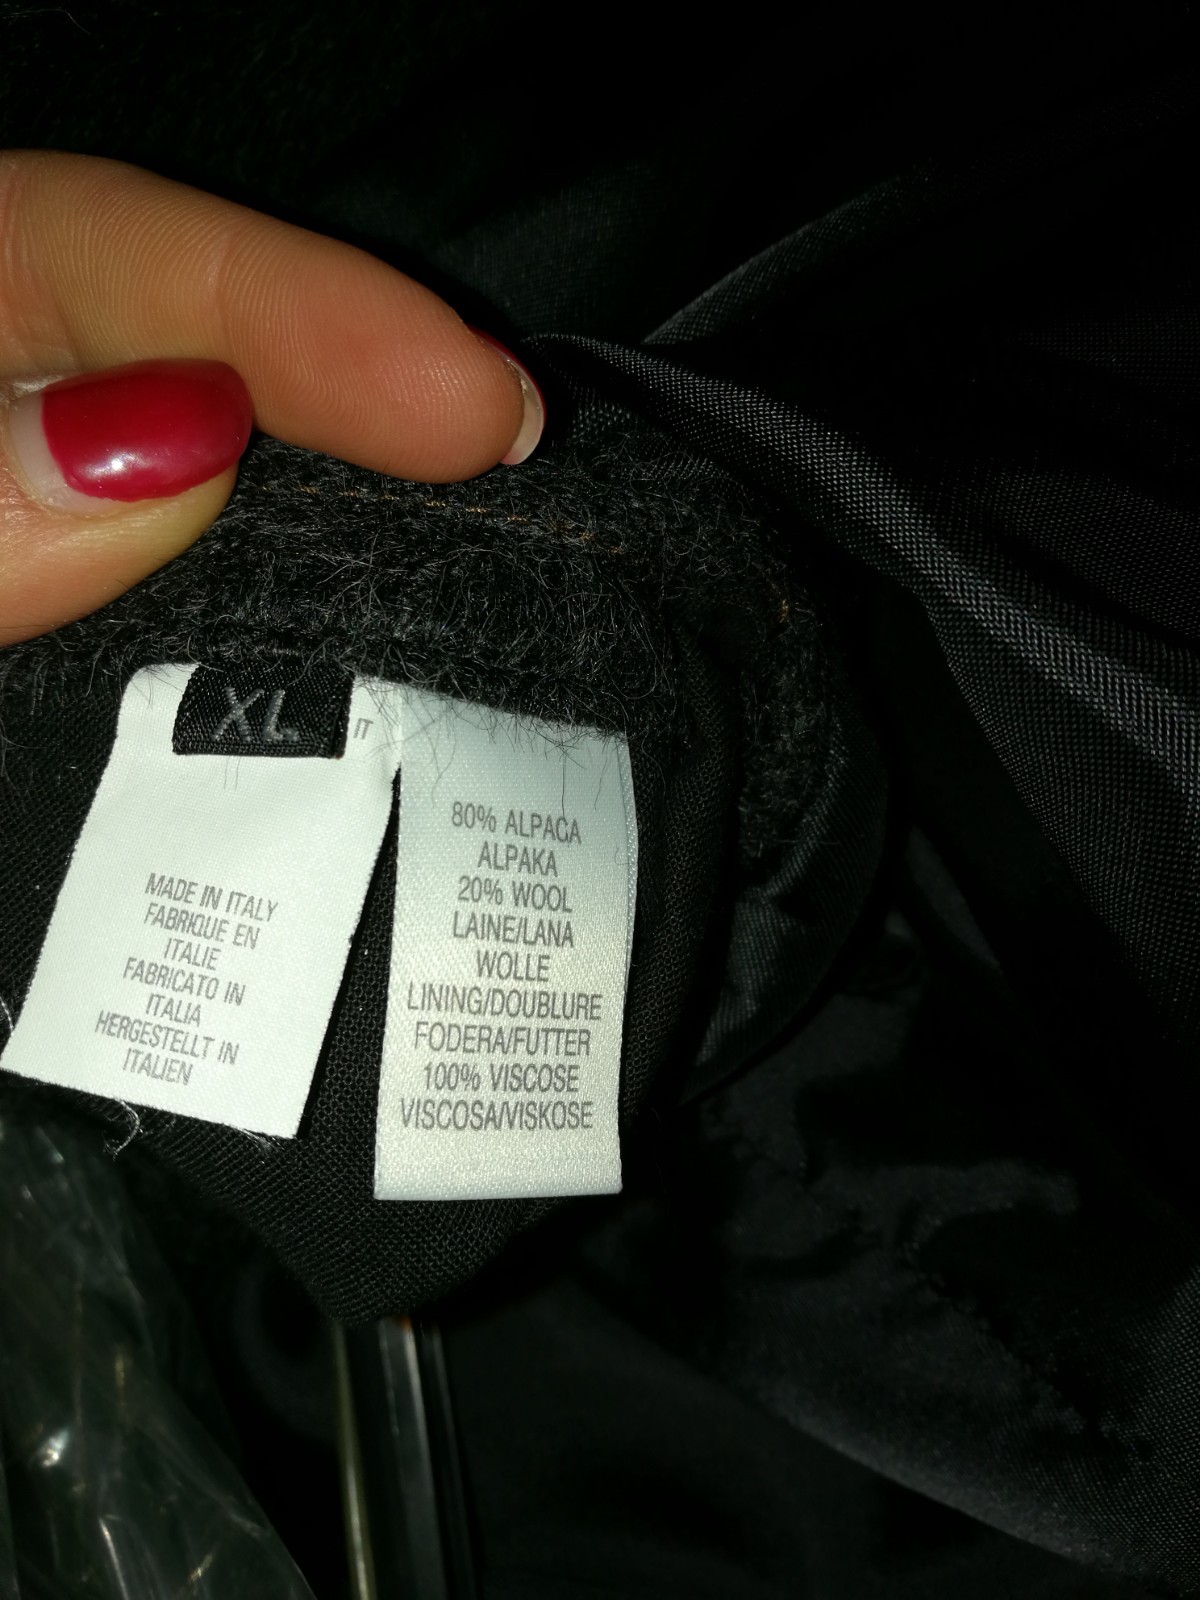 XL
IT
MADE IN ITALY
FABRIQUE EN
ITALIE
FABRICATO IN
ITALIA
HERGESTELLT IN
ITALIEN
80% ALPACA
ALPAKA
20% WOOL
LAINE/LANA
WOLLE
LINING/DOUBLURE
FODERA/FUTTER
100% VISCOSE
VISCOSA/VISKOSE